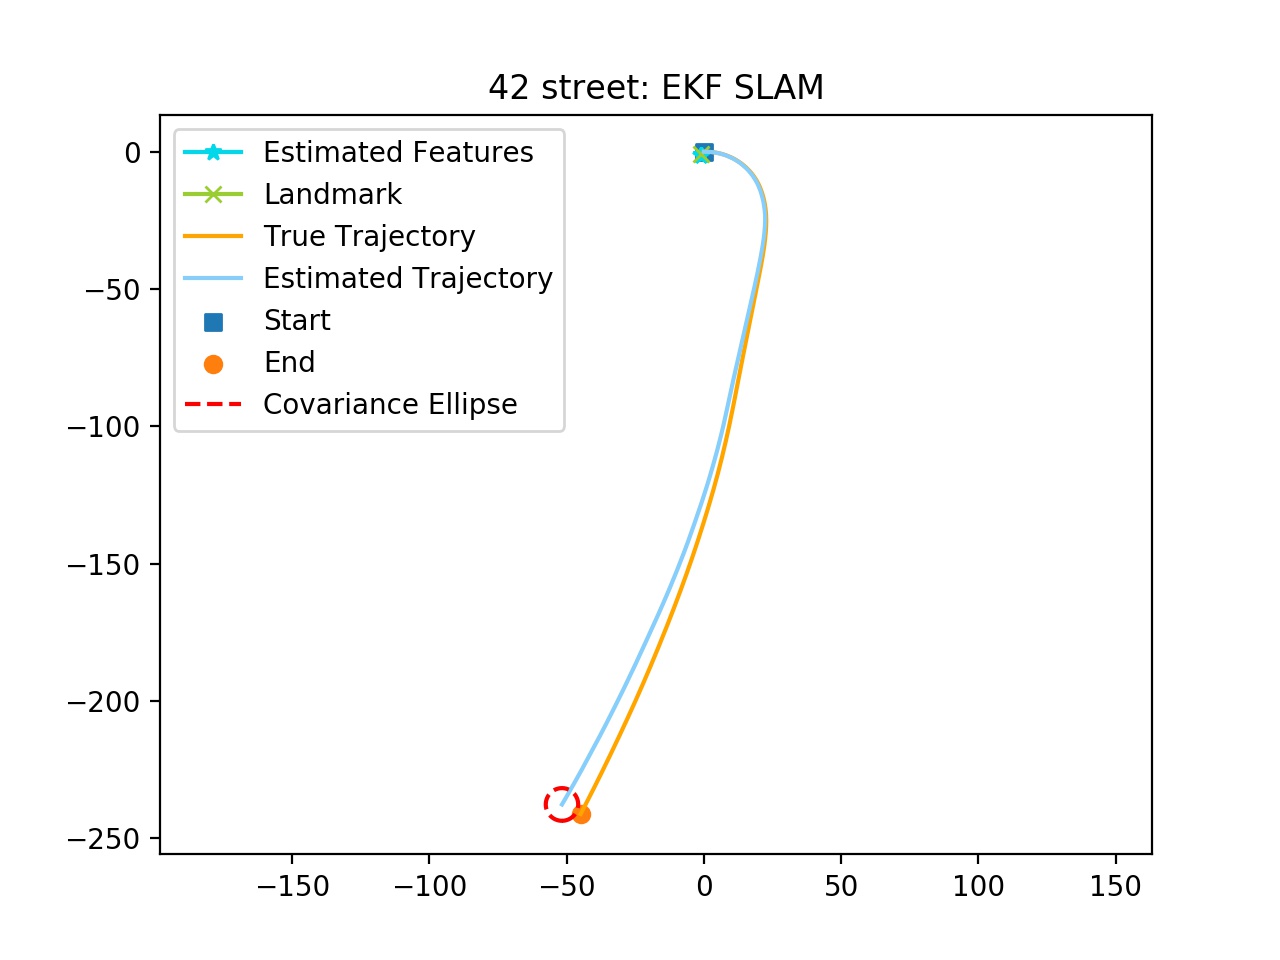 42 street: EKF SLAM
Estimated Features
Landmark
True Trajectory
Estimated Trajectory
Start
End
Covariance Ellipse
0
−50
−100
−150
−200
−250
−150
−100
−50
0
50
100
150